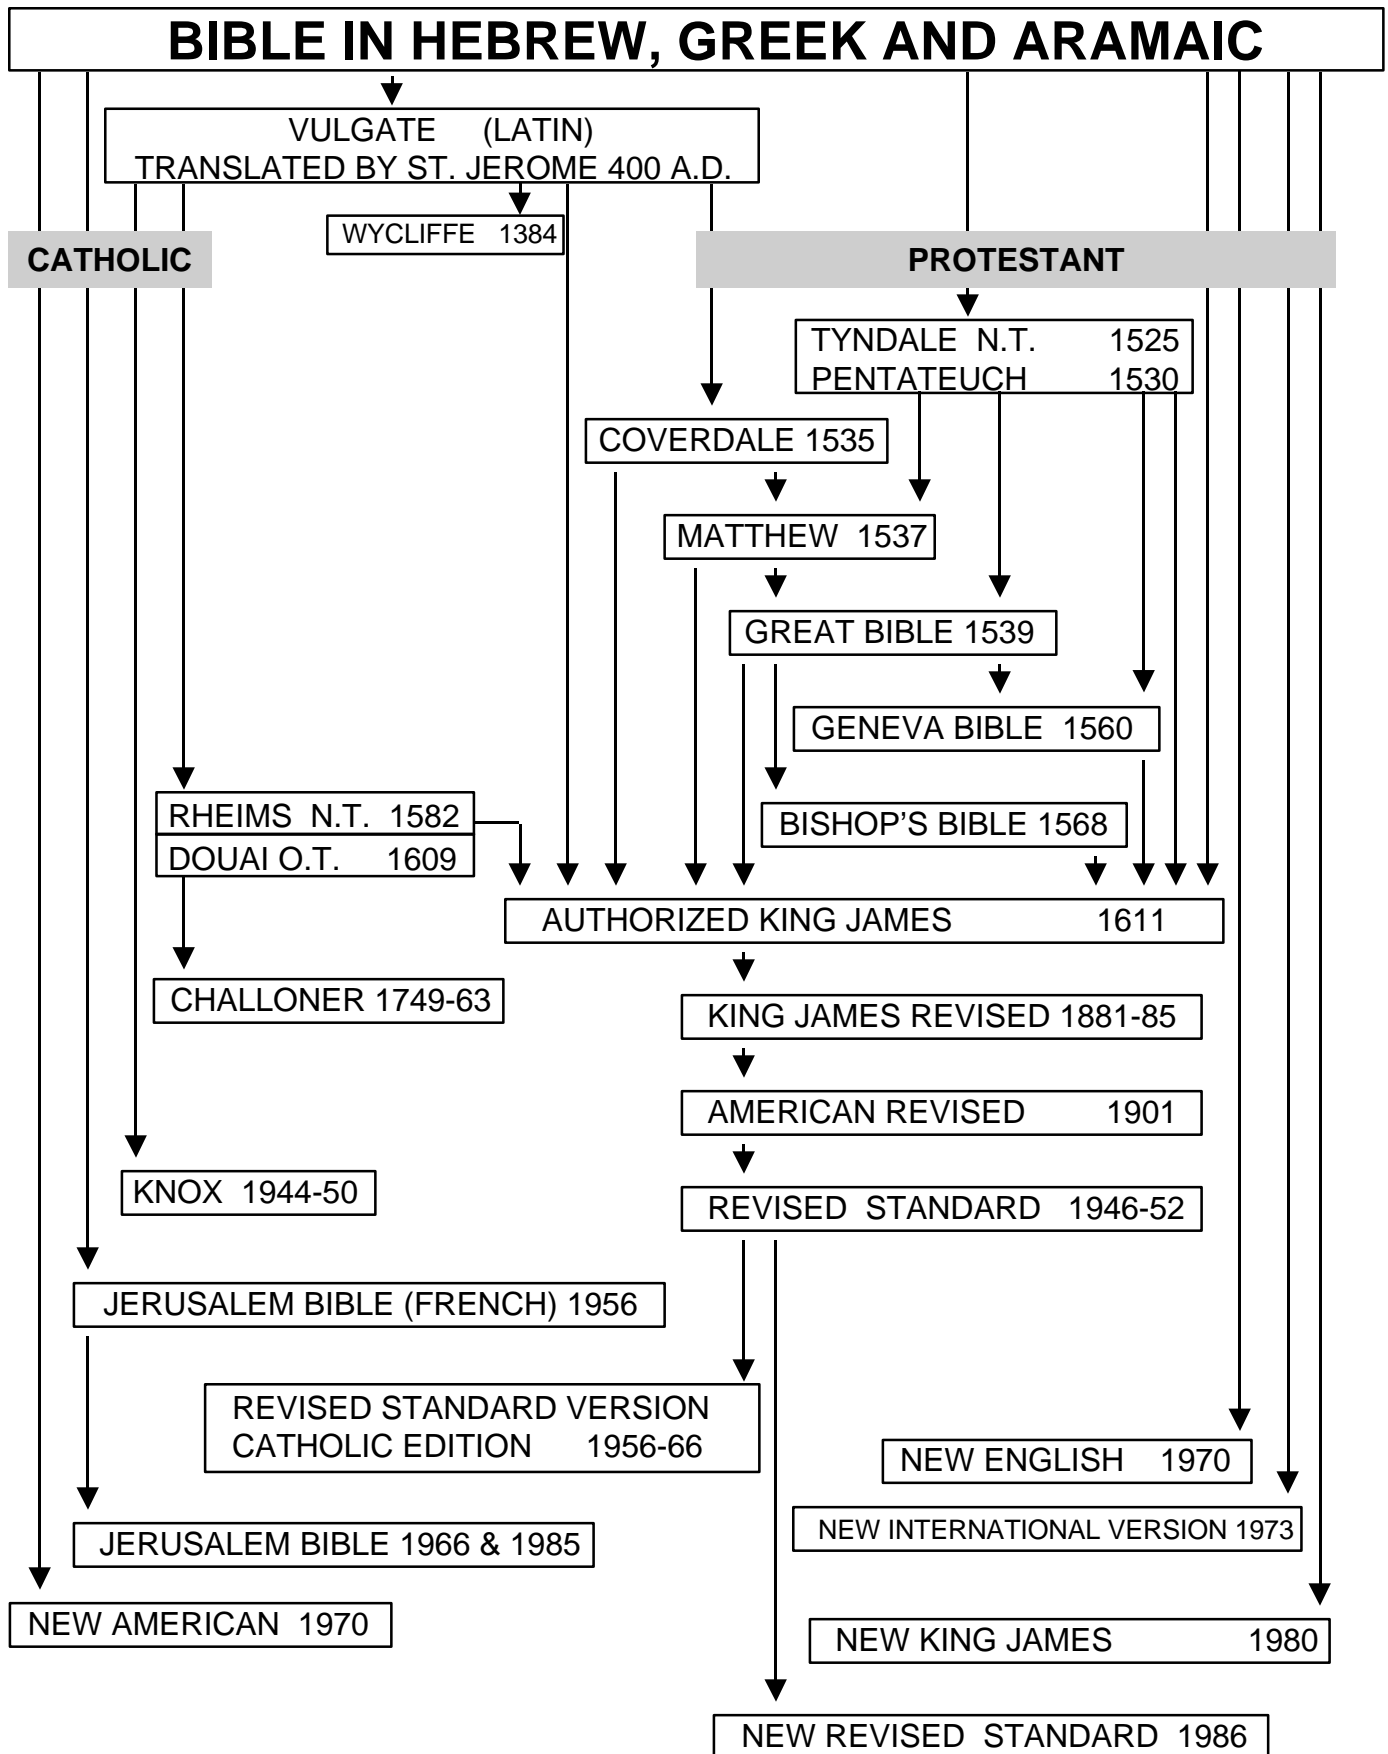 BIBLE IN HEBREW, GREEK AND ARAMAIC
VULGATE (LATIN)
TRANSLATED BY ST. JEROME 400 A.D.
WYCLIFFE 1384
CATHOLIC
PROTESTANT
TYNDALE N.T. 1525
PENTATEUCH 1530
COVERDALE 1535
MATTHEW 1537
GREAT BIBLE 1539
GENEVA BIBLE 1560
RHEIMS N.T. 1582
DOUAI O.T. 1609
BISHOP'S BIBLE 1568
AUTHORIZED KING JAMES 1611
CHALLONER 1749-63
KING JAMES REVISED 1881-85
AMERICAN REVISED 1901
KNOX 1944-50
REVISED STANDARD 1946-52
JERUSALEM BIBLE (FRENCH) 1956
REVISED STANDARD VERSION
CATHOLIC EDITION 1956-66
NEW ENGLISH 1970
NEW INTERNATIONAL VERSION 1973
JERUSALEM BIBLE 1966 & 1985
NEW AMERICAN 1970
NEW KING JAMES 1980
NEW REVISED STANDARD 1986